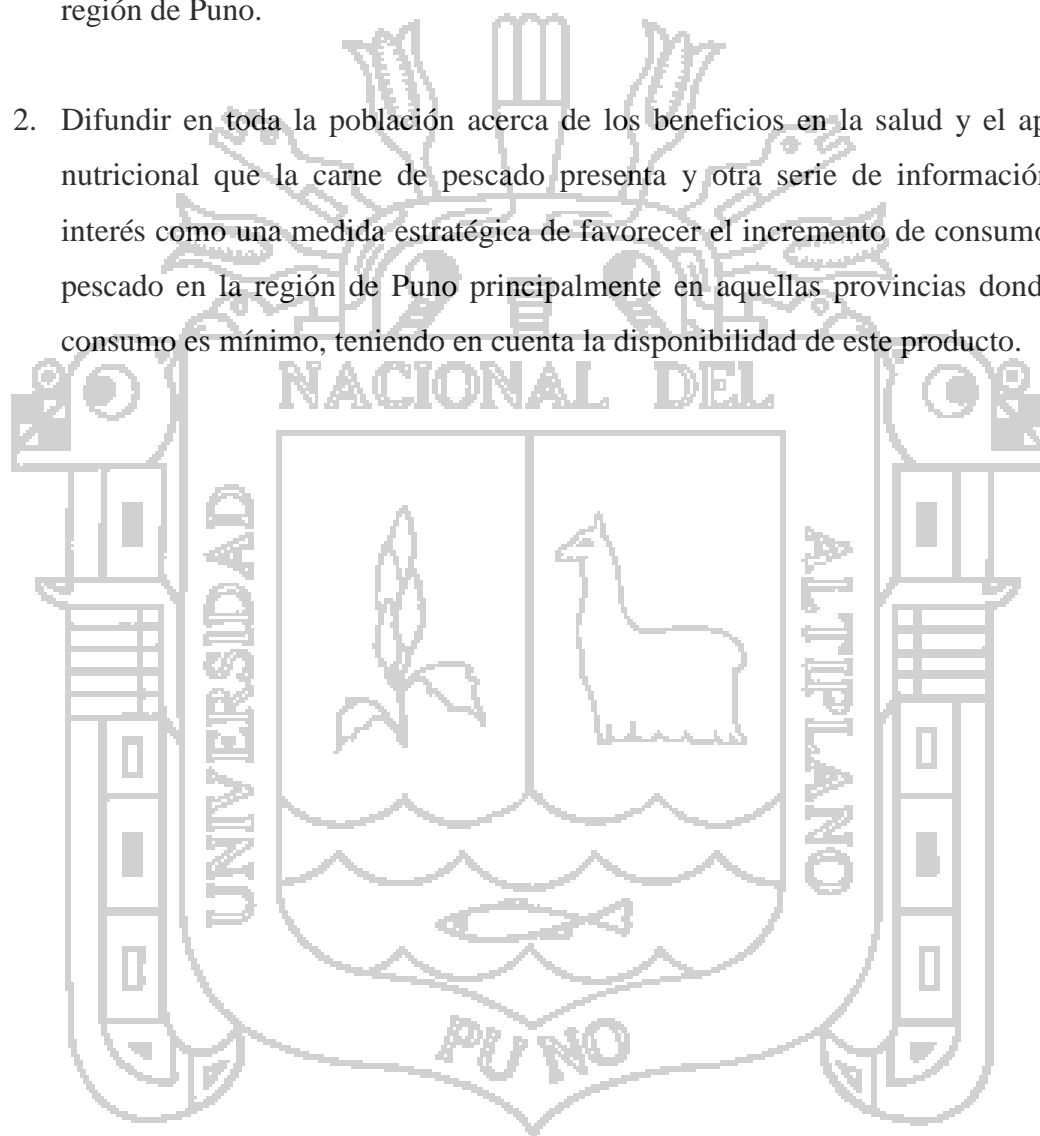 región de Puno.
2. Difundir en toda la población acerca de los beneficios en la salud y el
nutricional que la carne de pescado presenta y otra serie de información
interés como una medida estratégica de favorecer el incremento de consumo
pescado en la región de Puno principalmente en aquellas provincias
consumo es mínimo, teniendo en cuenta la disponibilidad de este producto.
NACIONAL DEL
UNIVERSIDAD
ALTIPLANO
PUNO